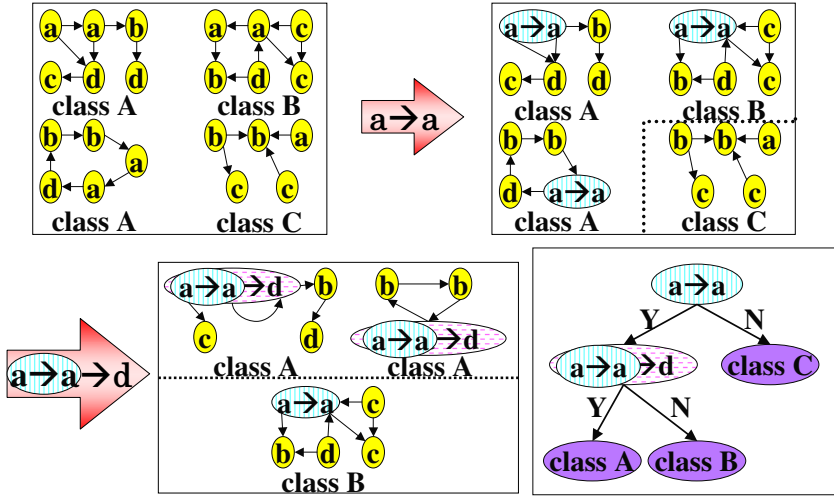 a a b a a c
c d d b d c
class A class B
b b b b a
a
d a c c
class A class C
a→a
a→a b a→a c
c d d b d c
class A class B
b b b b a
d a→a c c
class A class C
a→a→d
a→a→d b b b
c d a→a→d
class A class A
a→a c
b d c
class B
a→a
Y N
a→a→d class C
Y N
class A class B